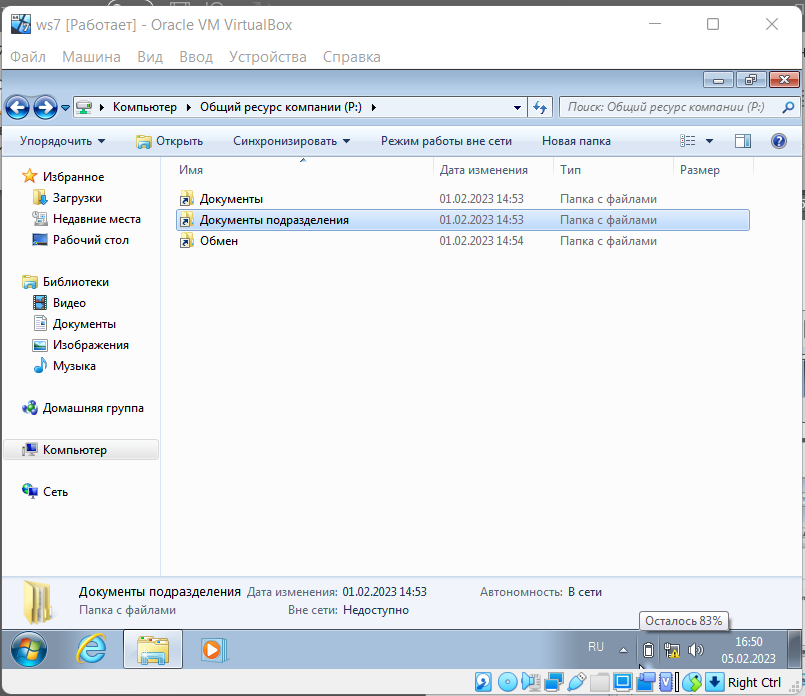 ws7 [Работает] - Oracle VM VirtualBox
Файл Машина Вид Ввод Устройства Справка
Компьютер Общий ресурс компании (P:)
Поиск: Общий ресурс компании (P:)
Упорядочить Открыть Синхронизировать Режим работы вне сети Новая папка
Имя Дата изменения Тип Размер
Избранное
Загрузки
Недавние места
Рабочий стол
Библиотеки
Видео
Документы
Изображения
Музыка
Домашняя группа
Компьютер
Сеть
Документы 01.02.2023 14:53 Папка с файлами
Документы подразделения 01.02.2023 14:53 Папка с файлами
Обмен 01.02.2023 14:54 Папка с файлами
Документы подразделения Дата изменения: 01.02.2023 14:53 Автономность: В сети
Папка с файлами Вне сети: Недоступно
Осталось 83%
RU
16:50
05.02.2023
Right Ctrl